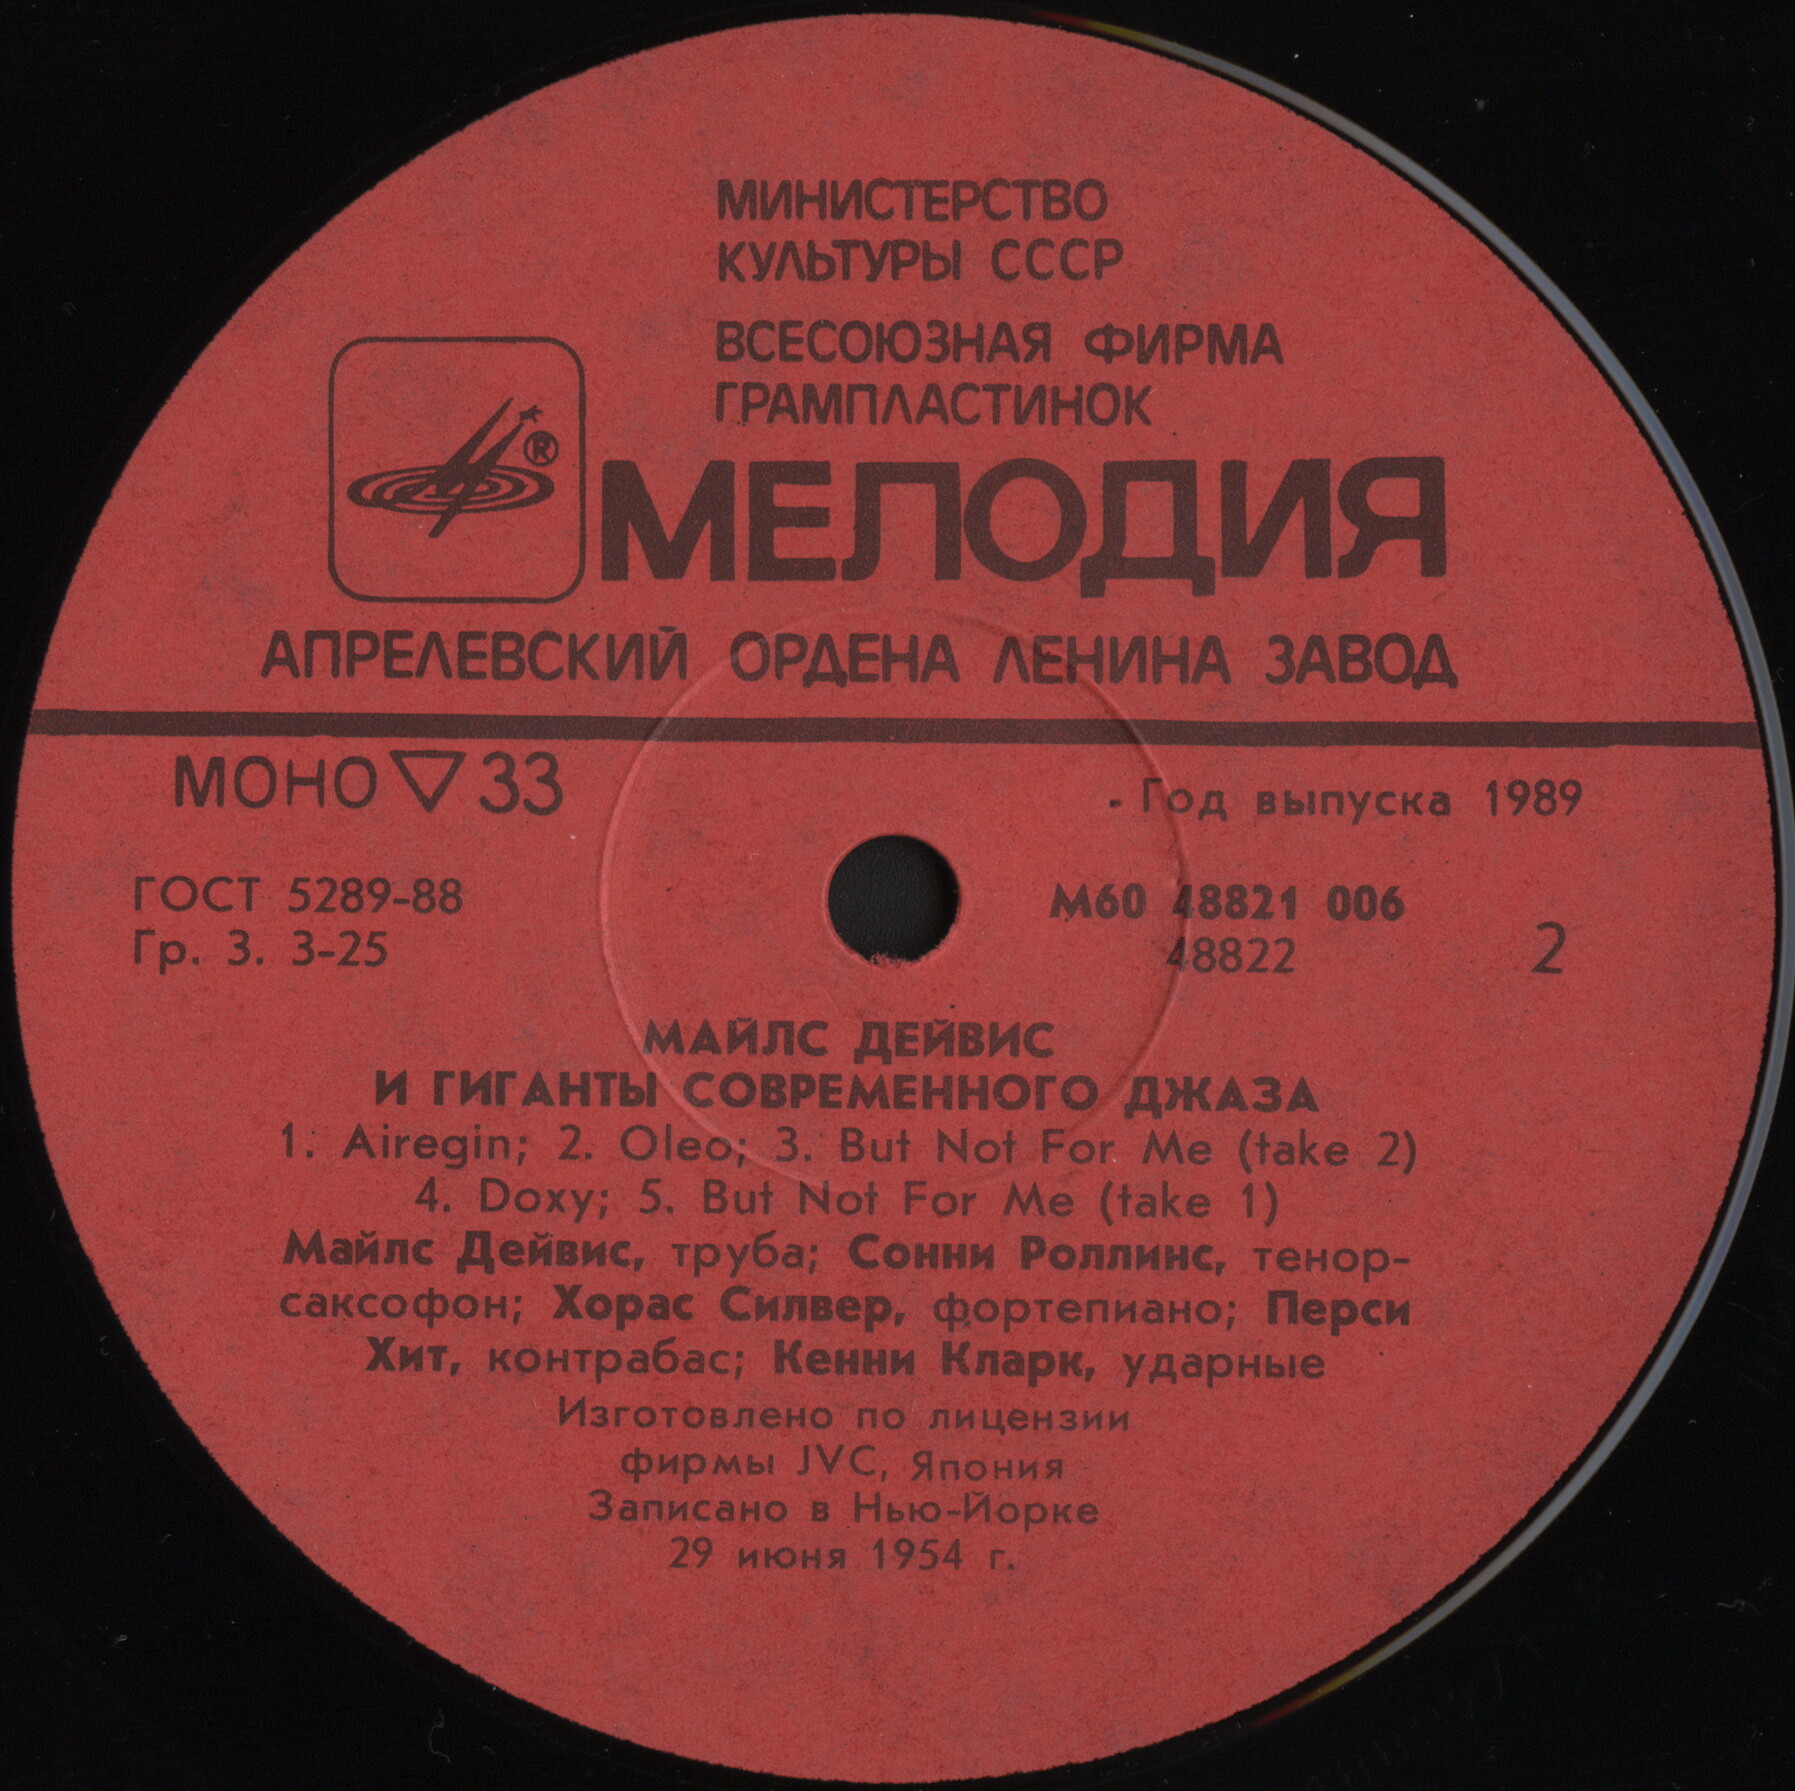 МИНИСТЕРСТВО
КУЛЬТУРЫ СССР
ВСЕСОЮЗНАЯ ФИРМА
ГРАМПЛАСТИНОК
®
МЕЛОДИЯ
АПРЕЛЕВСКИЙ ОРДЕНА ЛЕНИНА ЗАВОД
МОНО ▽ 33
Год выпуска 1989
ГОСТ 5289-88
Гр. 3. 3-25
М60 48821 006
48822
2
МАЙЛС ДЕЙВИС
И ГИГАНТЫ СОВРЕМЕННОГО ДЖАЗА
1. Airegin; 2. Oleo; 3. But Not For Me (take 2)
4. Doxy; 5. But Not For Me (take 1)
Майлс Дейвис, труба; Сонни Роллинс, тенор-
саксофон; Хорас Силвер, фортепиано; Перси
Хит, контрабас; Кенни Кларк, ударные
Изготовлено по лицензии
фирмы JVC, Япония
Записано в Нью-Йорке
29 июня 1954 г.